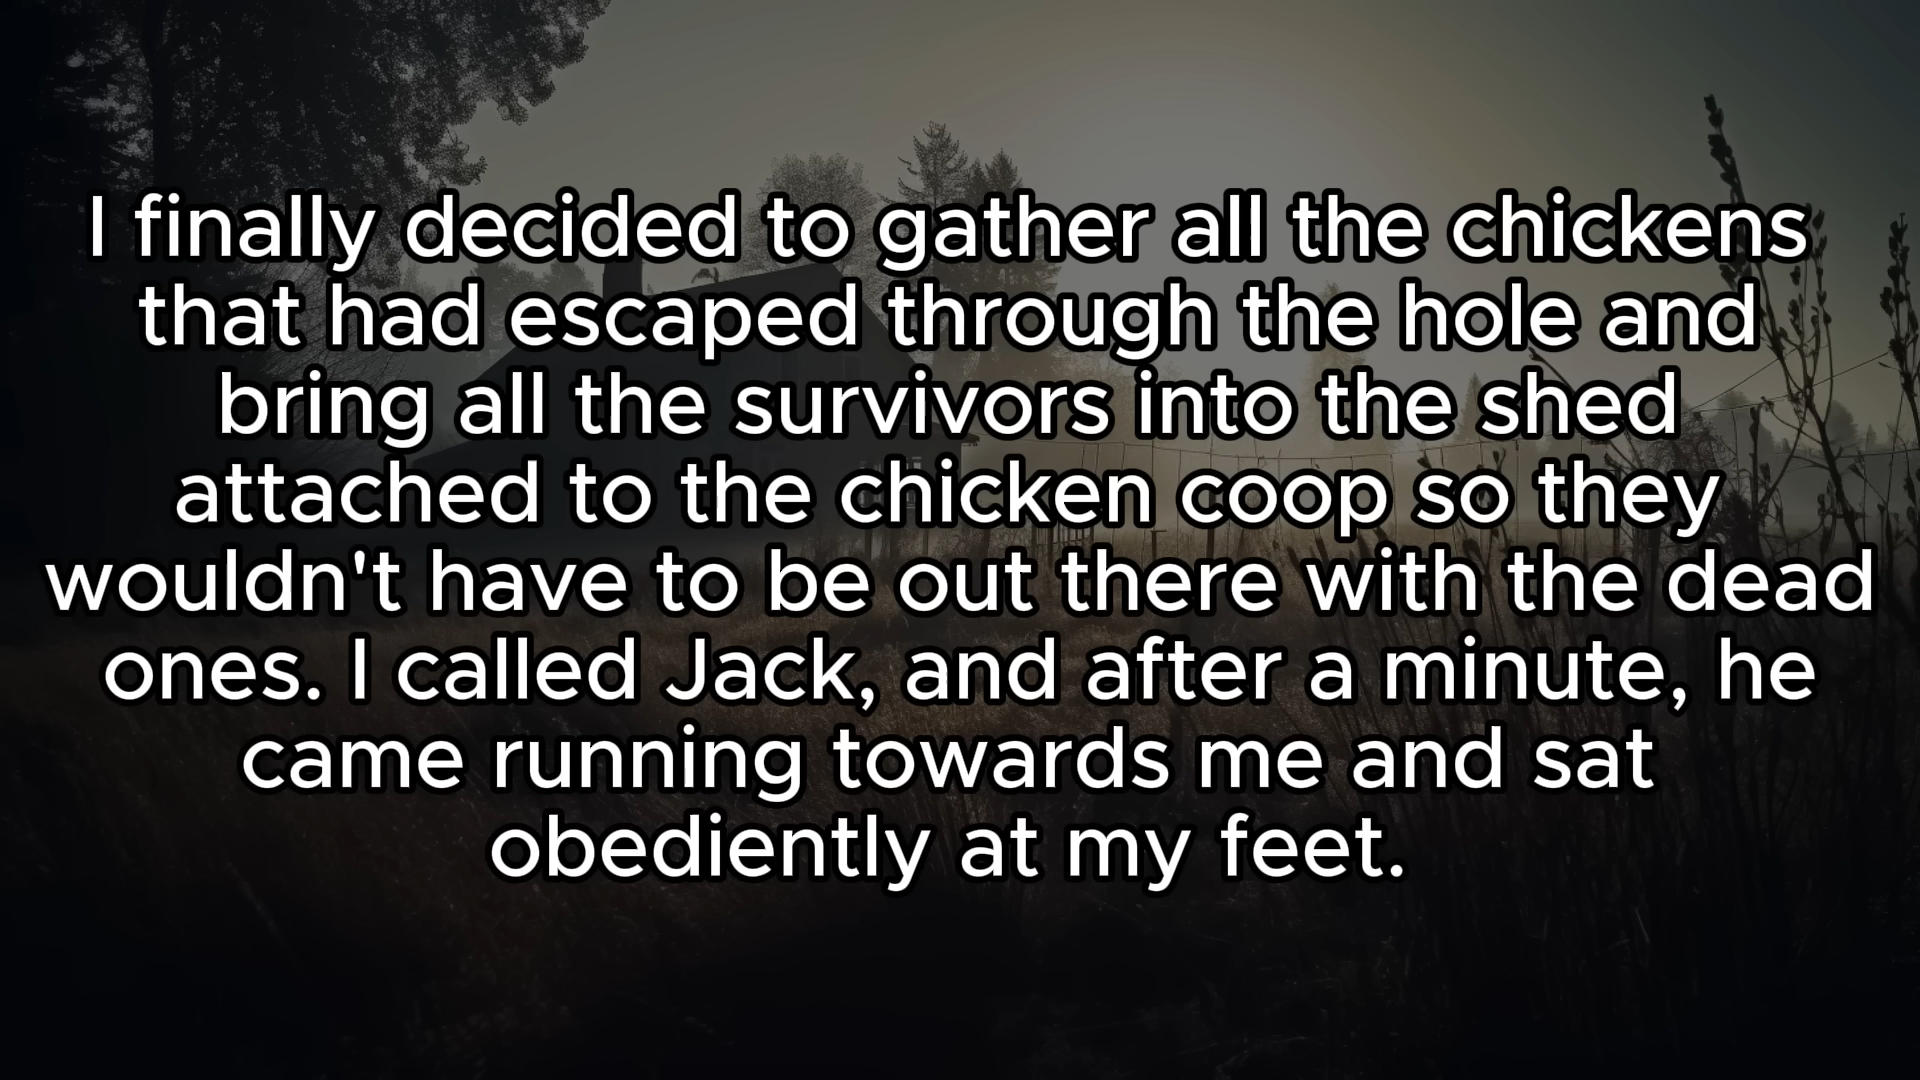 I finally decided to gather all the chickens
that had escaped through the hole and
bring all the survivors into the shed
attached to the chicken coop so they
wouldn't have to be out there with the dead
ones. I called Jack, and after a minute, he
came running towards me and sat
obediently at my feet.